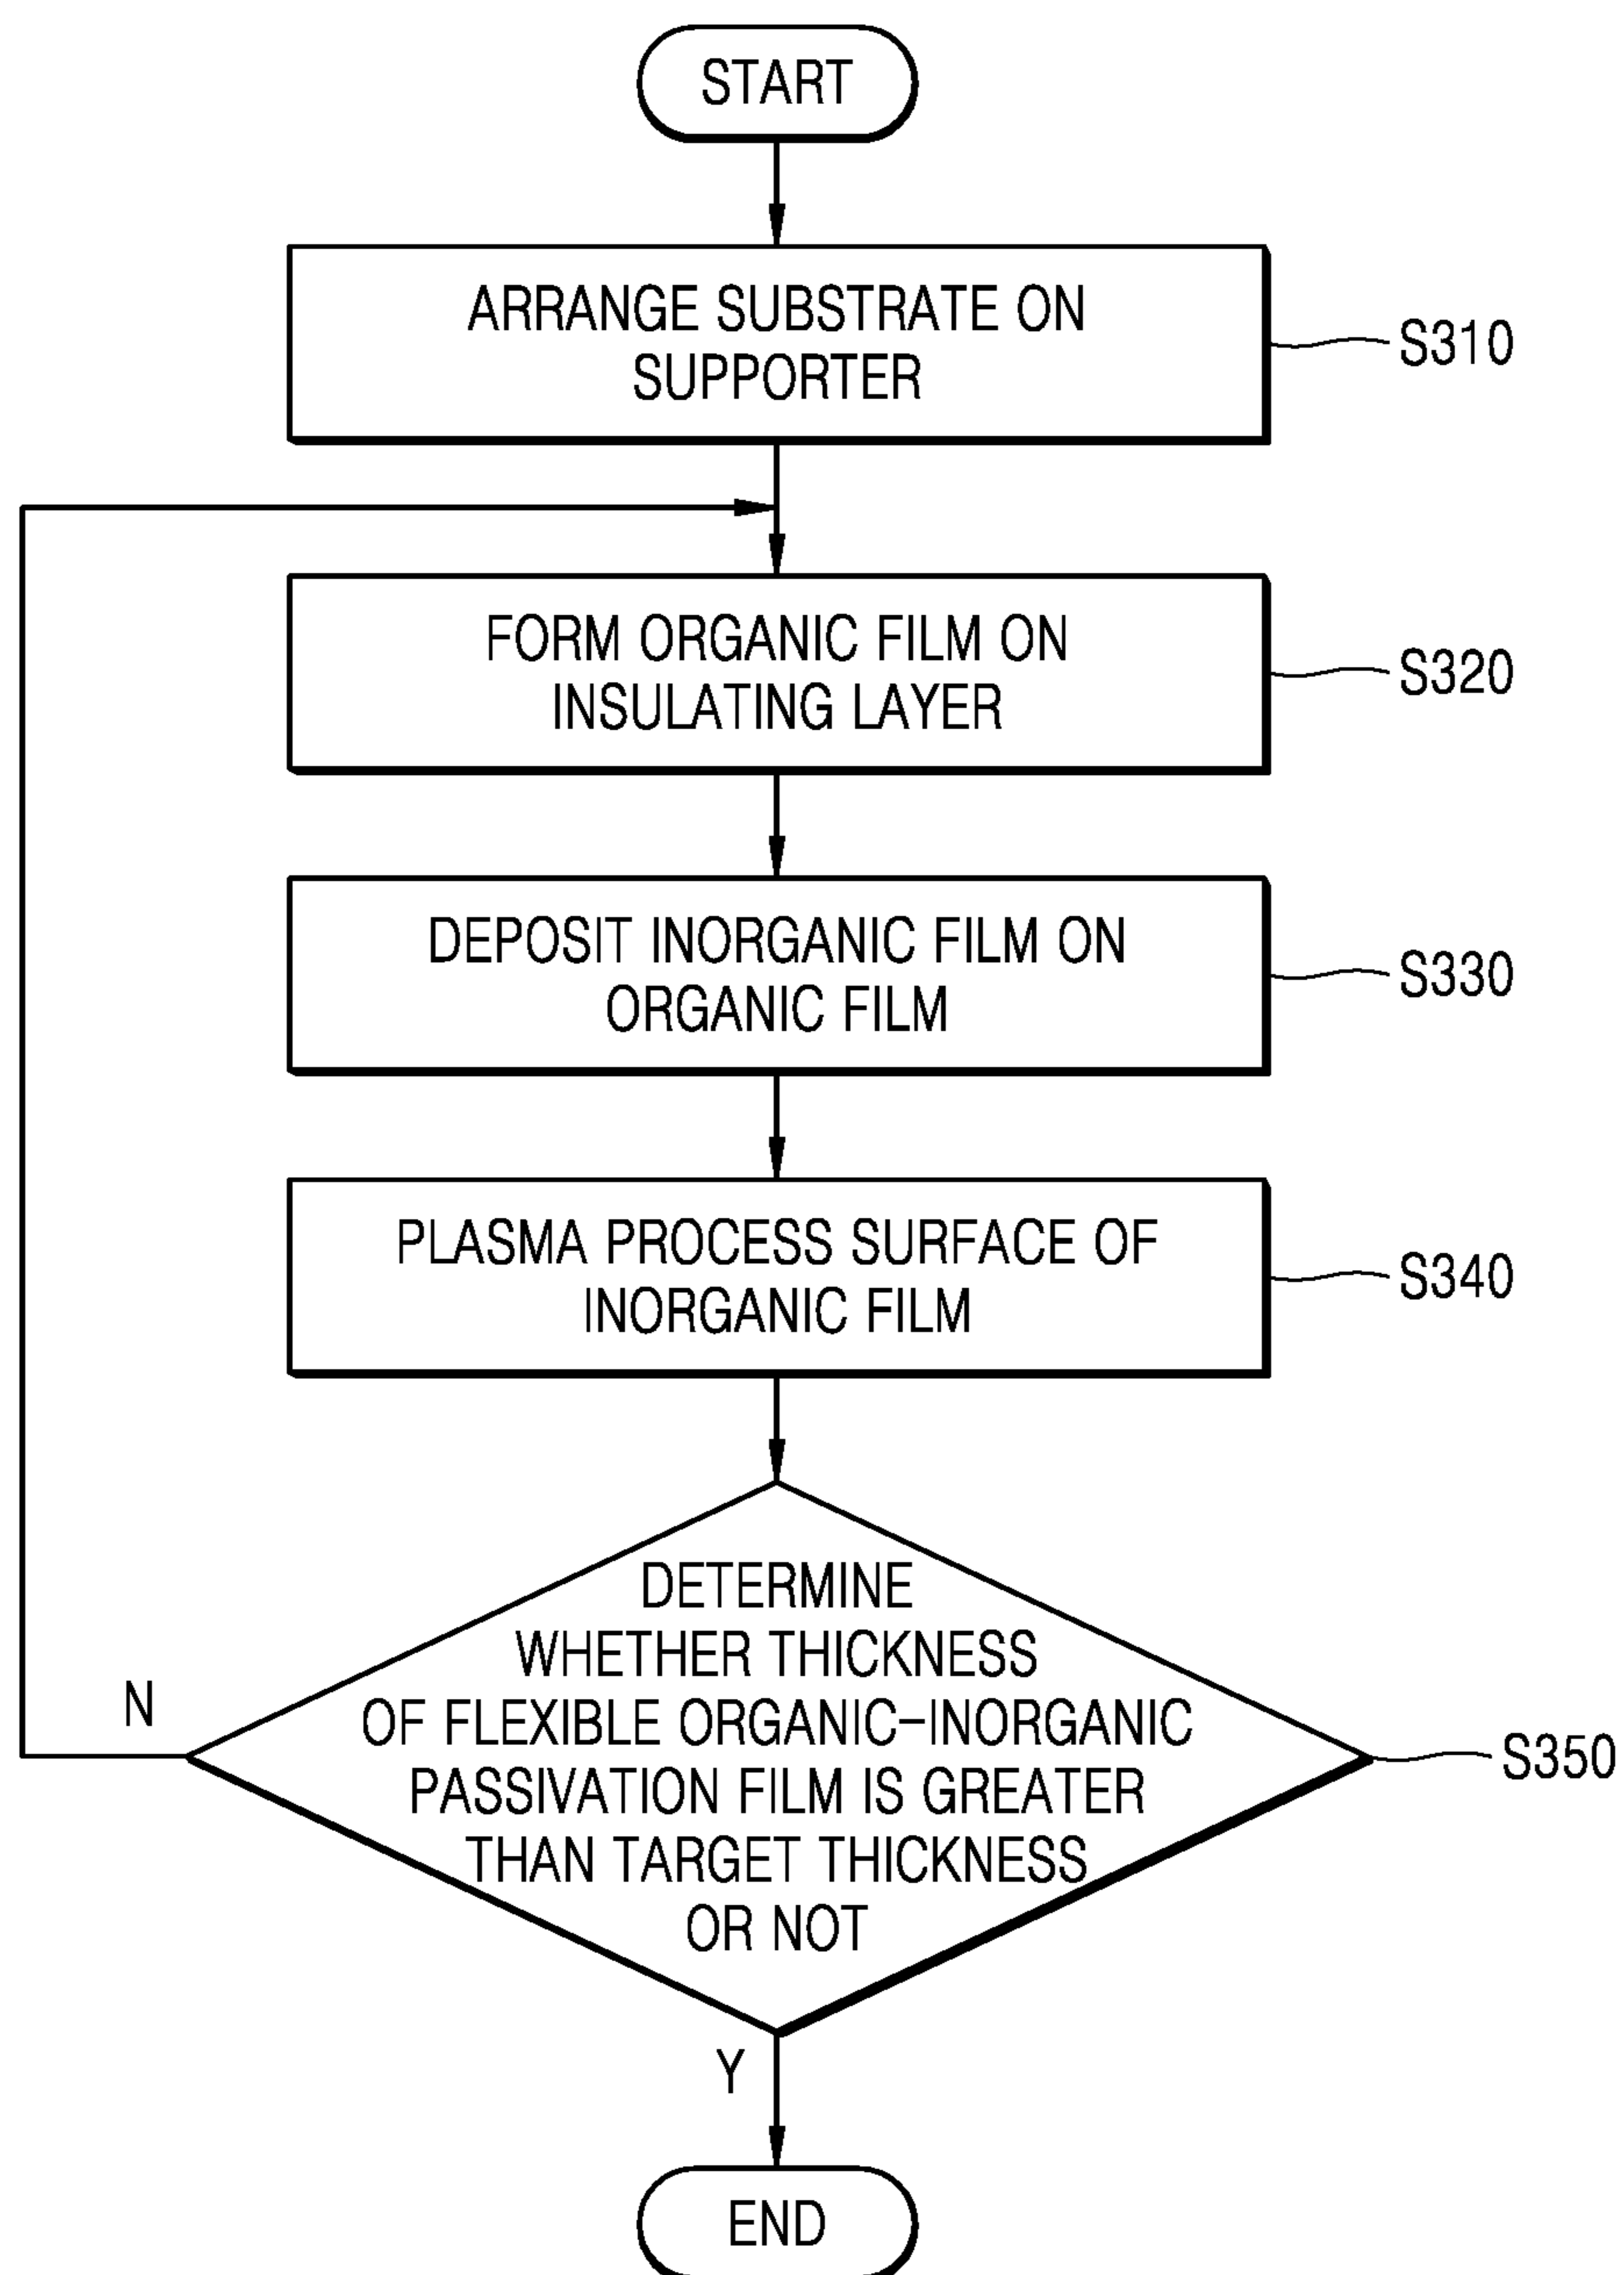 START
ARRANGE SUBSTRATE ON
SUPPORTER
S310
FORM ORGANIC FILM ON
INSULATING LAYER
S320
DEPOSIT INORGANIC FILM ON
ORGANIC FILM
S330
PLASMA PROCESS SURFACE OF
INORGANIC FILM
S340
DETERMINE
WHETHER THICKNESS
OF FLEXIBLE ORGANIC-INORGANIC
PASSIVATION FILM IS GREATER
THAN TARGET THICKNESS
OR NOT
N
S350
Y
END